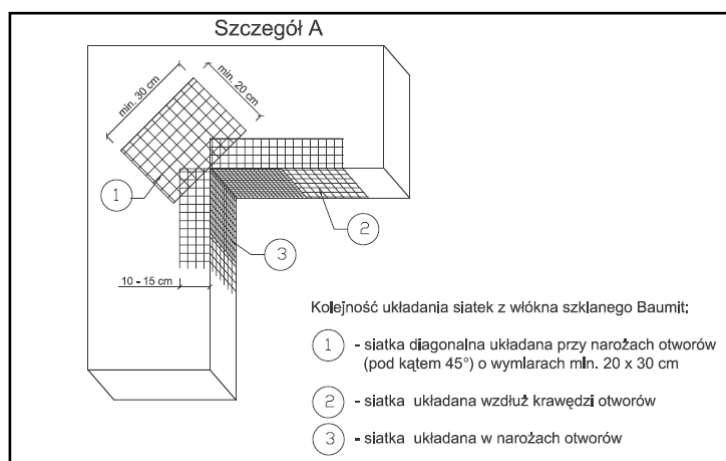 Szczegół A
min. 30 cm
min. 20 cm
1
2
3
10 - 15 cm
Kolejność układania siatek z włókna szklanego Baumit:
1 - siatka diagonalna układana przy narożach otworów
(pod kątem 45°) o wymiarach min. 20 x 30 cm
2 - siatka układana wzdłuż krawędzi otworów
3 - siatka układana w narożach otworów